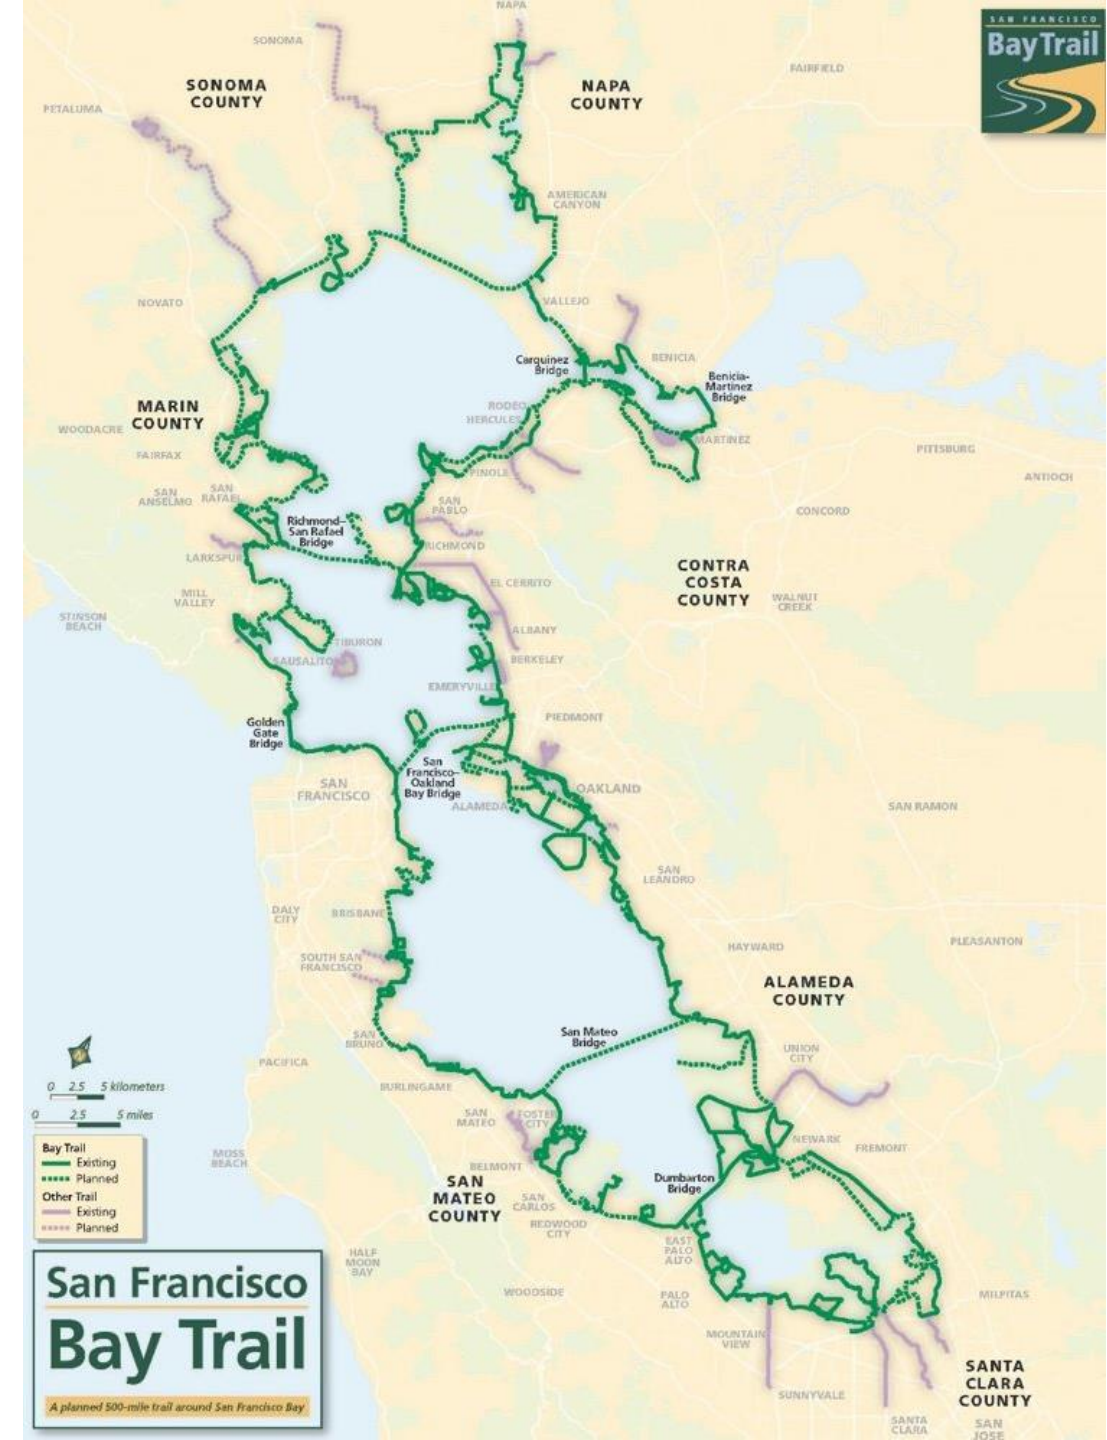 NAPA
SAN FRANCISCO
Bay Trail
SONOMA
FAIRFIELD
SONOMA
COUNTY
NAPA
COUNTY
PETALUMA
AMERICAN
CANYON
NOVATO
VALLEJO
Carquinez
Bridge
BENICIA
Benicia-
Martinez
Bridge
MARIN
COUNTY
RODEO
HERCULES
WOODACRE
MARTINEZ
PITTSBURG
FAIRFAX
PINOLE
ANTIOCH
SAN
ANSELMO
SAN
RAFAEL
SAN
PABLO
CONCORD
Richmond–
San Rafael
Bridge
RICHMOND
LARKSPUR
CONTRA
COSTA
COUNTY
EL CERRITO
MILL
VALLEY
WALNUT
CREEK
STINSON
BEACH
ALBANY
TIBURON
SAUSALITO
BERKELEY
EMERYVILLE
PIEDMONT
Golden
Gate
Bridge
San
Francisco–
Oakland
Bay Bridge
SAN
FRANCISCO
OAKLAND
ALAMEDA
SAN RAMON
SAN
LEANDRO
DALY
CITY
BRISBANE
HAYWARD
PLEASANTON
SOUTH SAN
FRANCISCO
ALAMEDA
COUNTY
SAN
BRUNO
San Mateo
Bridge
UNION
CITY
PACIFICA
BURLINGAME
0 2.5 5 kilometers
0 2.5 5 miles
SAN
MATEO
FOSTER
CITY
NEWARK
FREMONT
MOSS
BEACH
BELMONT
Bay Trail
Existing
Planned
Other Trail
Existing
Planned
SAN
MATEO
COUNTY
Dumbarton
Bridge
SAN
CARLOS
REDWOOD
CITY
EAST
PALO
ALTO
HALF
MOON
BAY
WOODSIDE
PALO
ALTO
MILPITAS
MOUNTAIN
VIEW
SANTA
CLARA
COUNTY
SUNNYVALE
SANTA
CLARA
SAN
JOSE
San Francisco
Bay Trail
A planned 500-mile trail around San Francisco Bay